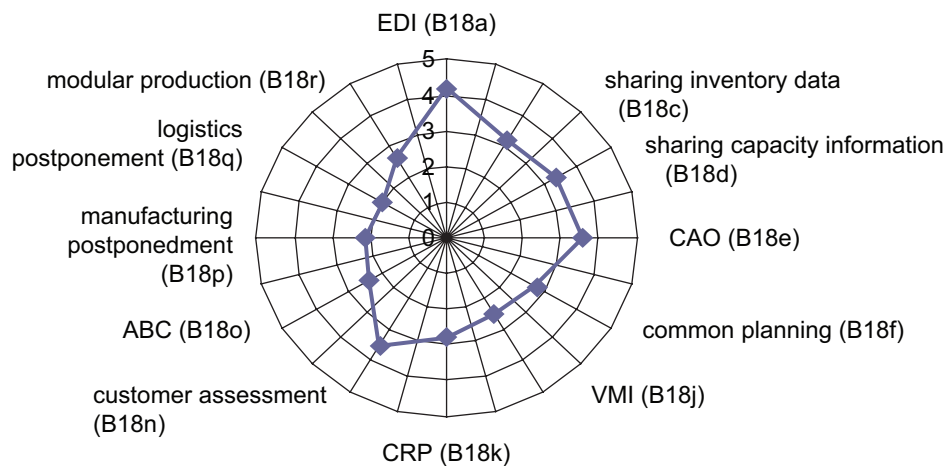 EDI (B18a)
sharing inventory data
(B18c)
sharing capacity information
(B18d)
CAO (B18e)
common planning (B18f)
VMI (B18j)
CRP (B18k)
customer assessment
(B18n)
ABC (B18o)
manufacturing
postponedment
(B18p)
logistics
postponement (B18q)
modular production (B18r)
5
4
3
2
1
0